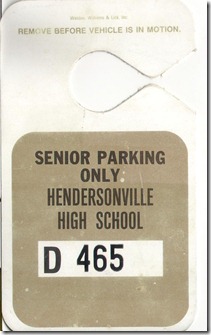 REMOVE BEFORE VEHICLE IS IN MOTION.
SENIOR PARKING
ONLY
HENDERSONVILLE
HIGH SCHOOL
D 465